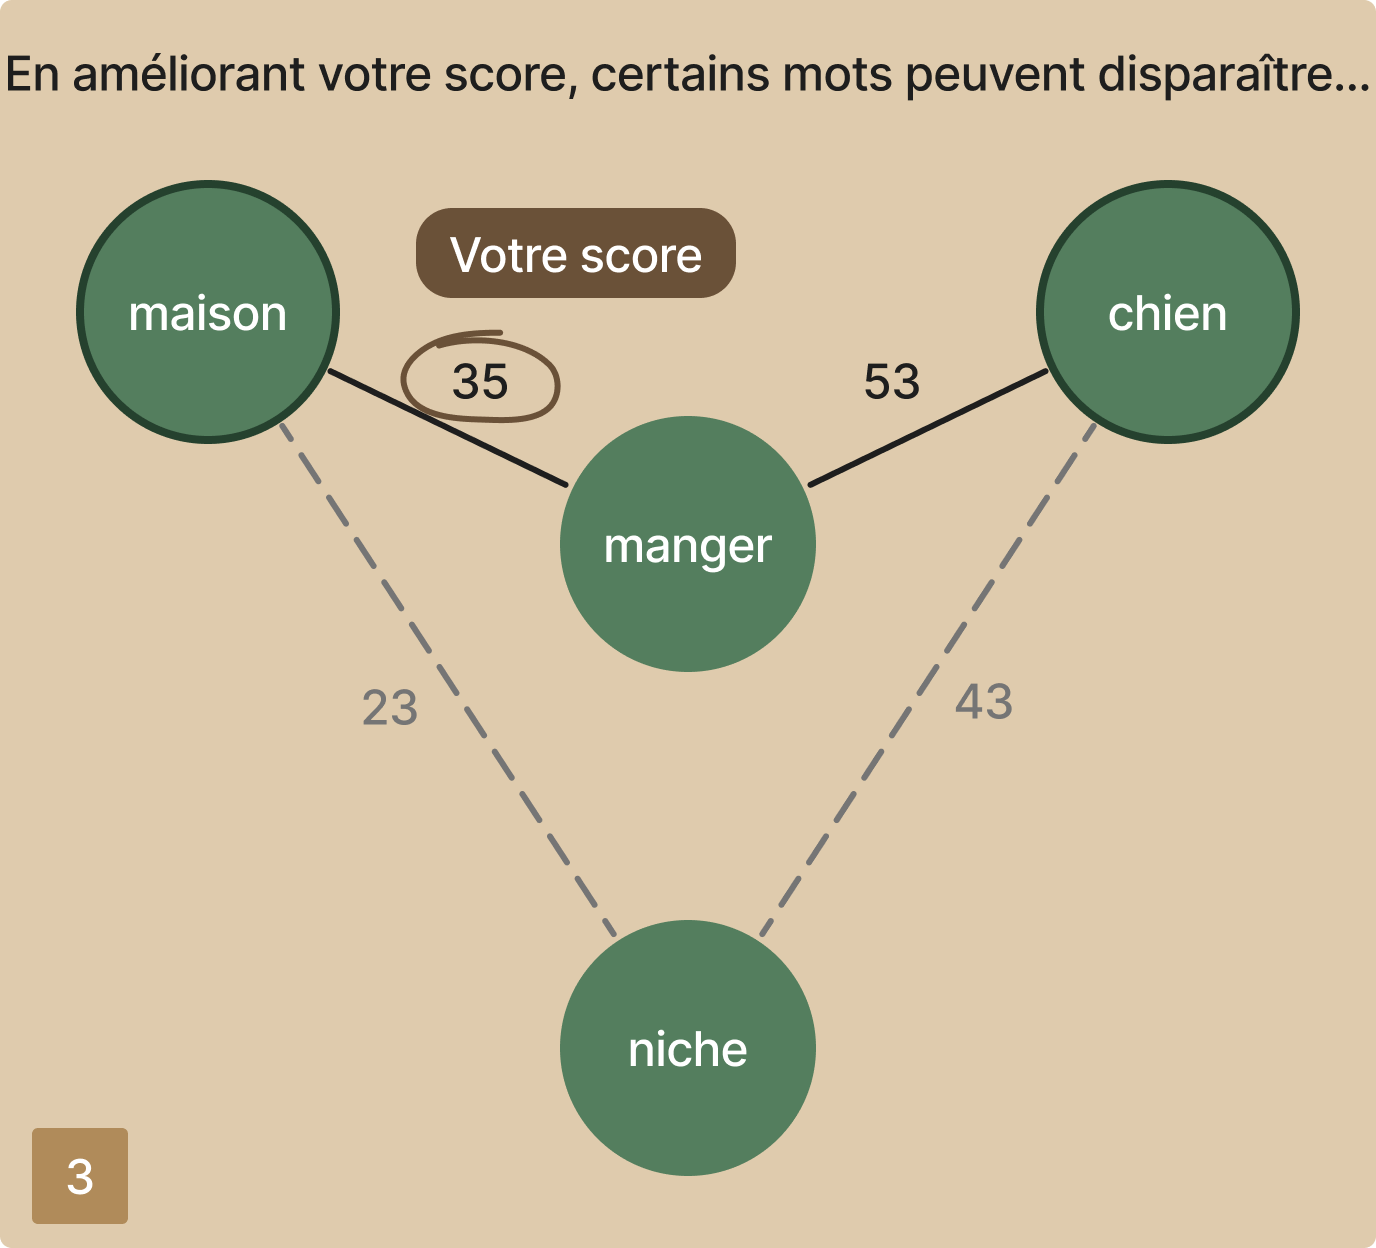 En améliorant votre score, certains mots peuvent disparaître...
Votre score
maison
chien
35
53
manger
23
43
niche
3